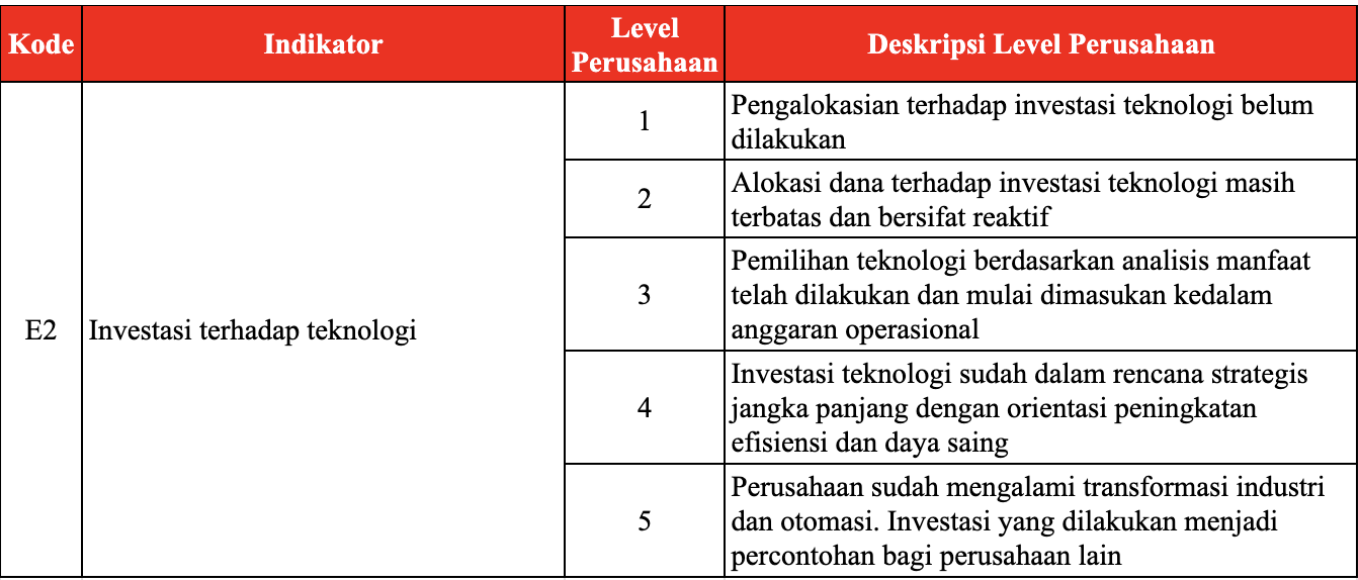 Kode
Indikator
Level
Perusahaan
Deskripsi Level Perusahaan
E2
Investasi terhadap teknologi
1
Pengalokasian terhadap investasi teknologi belum
dilakukan
2
Alokasi dana terhadap investasi teknologi masih
terbatas dan bersifat reaktif
3
Pemilihan teknologi berdasarkan analisis manfaat
telah dilakukan dan mulai dimasukan kedalam
anggaran operasional
4
Investasi teknologi sudah dalam rencana strategis
jangka panjang dengan orientasi peningkatan
efisiensi dan daya saing
5
Perusahaan sudah mengalami transformasi industri
dan otomasi. Investasi yang dilakukan menjadi
percontohan bagi perusahaan lain